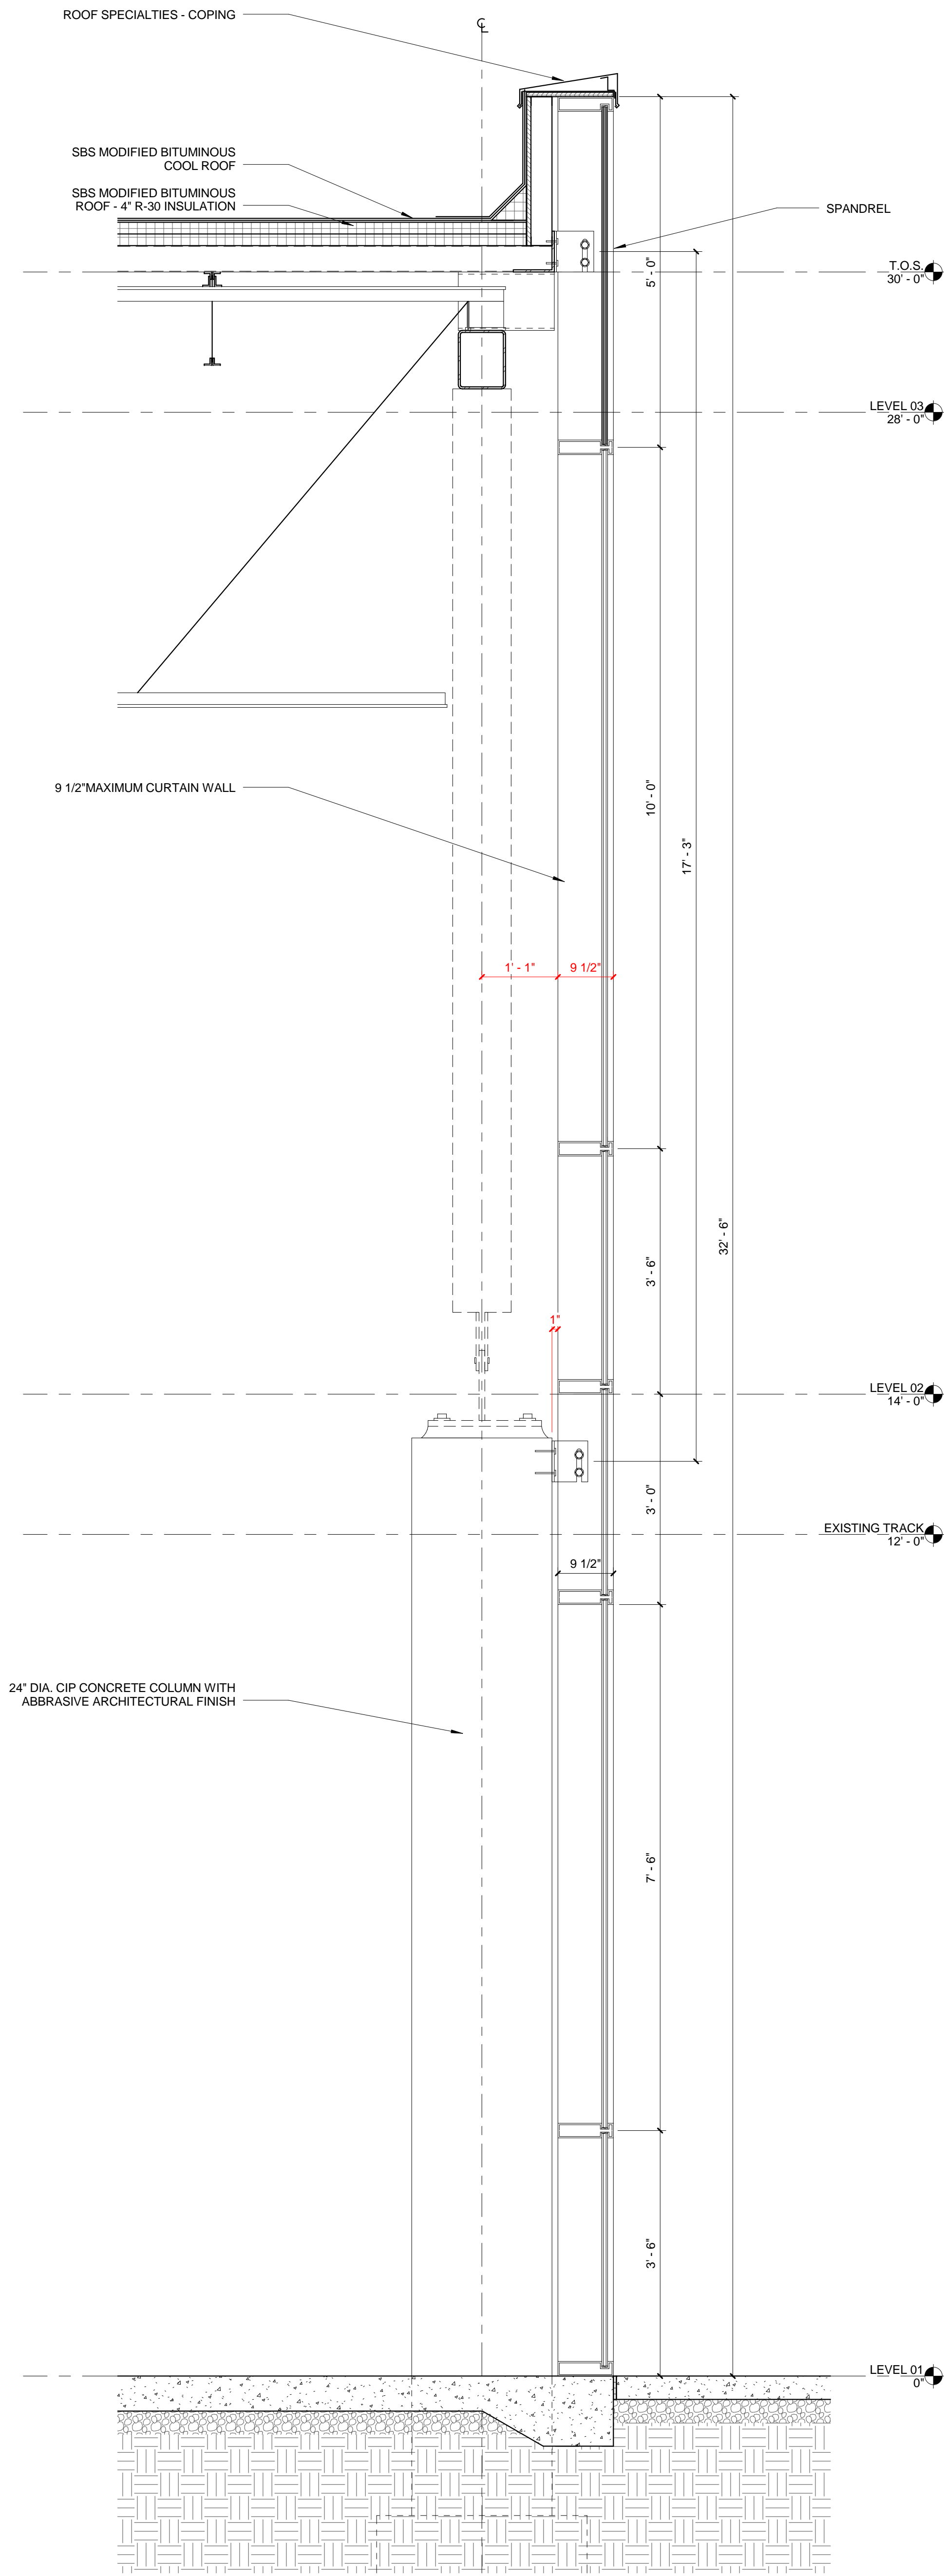 ROOF SPECIALTIES - COPING
℄
SBS MODIFIED BITUMINOUS
COOL ROOF
SBS MODIFIED BITUMINOUS
ROOF - 4" R-30 INSULATION
SPANDREL
T.O.S.
30' - 0"
5' - 0"
LEVEL 03
28' - 0"
9 1/2"MAXIMUM CURTAIN WALL
10' - 0"
17' - 3"
1' - 1"
9 1/2"
32' - 6"
3' - 6"
1"
LEVEL 02
14' - 0"
3' - 0"
EXISTING TRACK
12' - 0"
9 1/2"
24" DIA. CIP CONCRETE COLUMN WITH
ABBRASIVE ARCHITECTURAL FINISH
7' - 6"
3' - 6"
LEVEL 01
0"